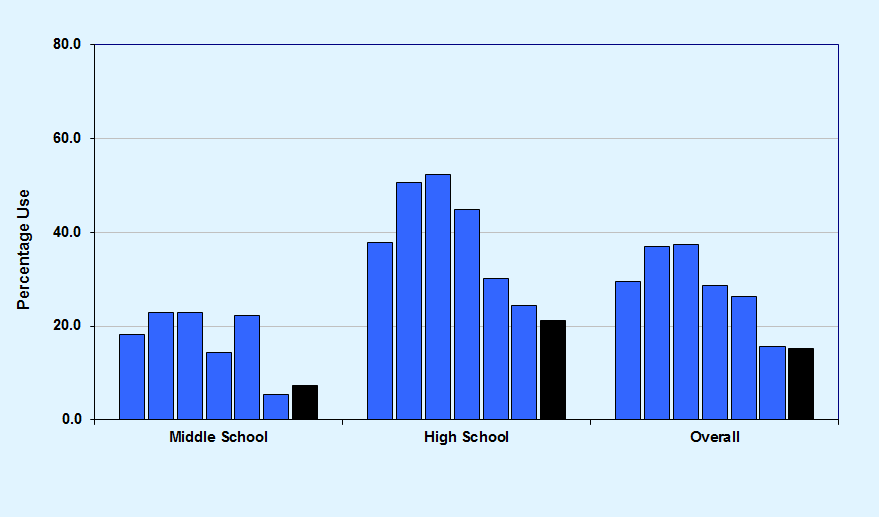 80.0
60.0
40.0
20.0
0.0
Percentage Use
Middle School
High School
Overall